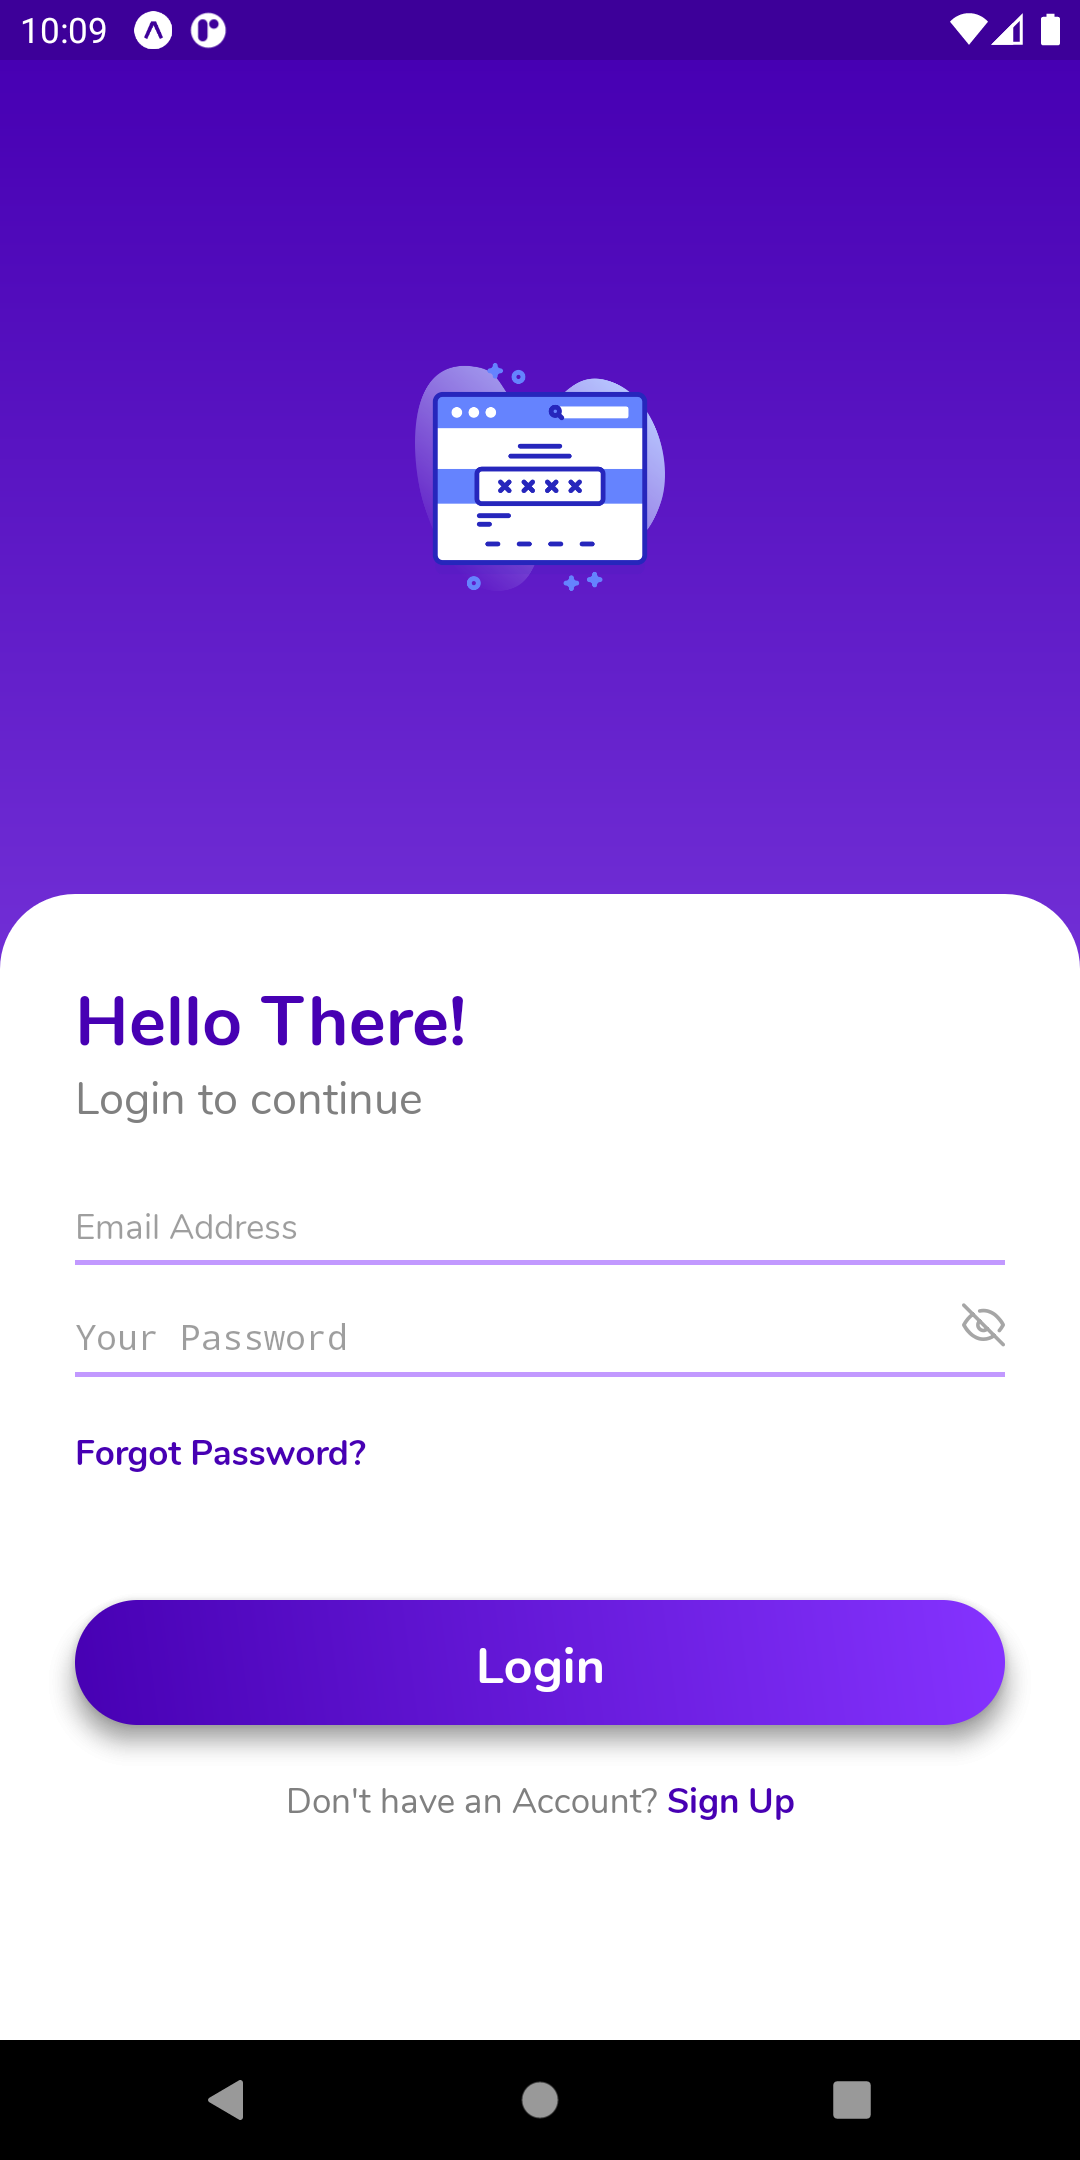 10:09
Hello There!
Login to continue
Email Address
Your Password
Forgot Password?
Login
Don't have an Account? Sign Up